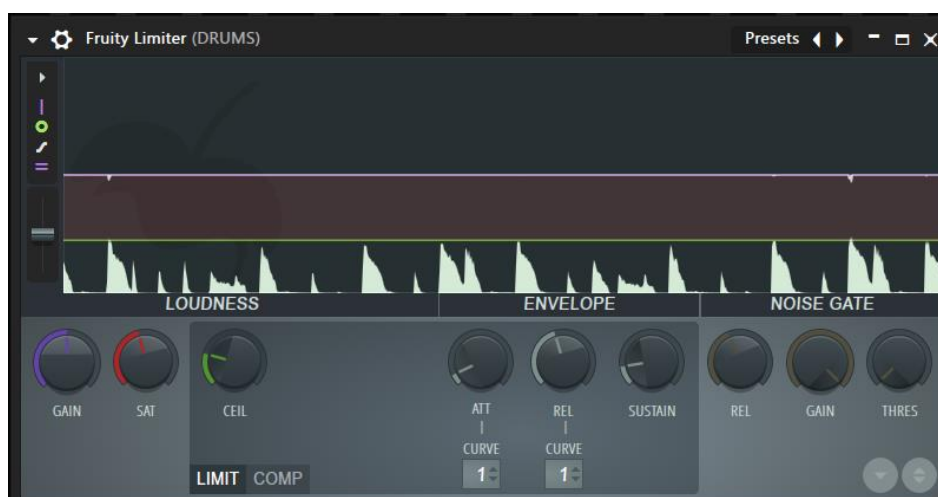 Fruity Limiter (DRUMS) Presets
LOUDNESS ENVELOPE NOISE GATE
GAIN SAT CEIL ATT REL SUSTAIN REL GAIN THRES
CURVE CURVE
LIMIT COMP 1 1